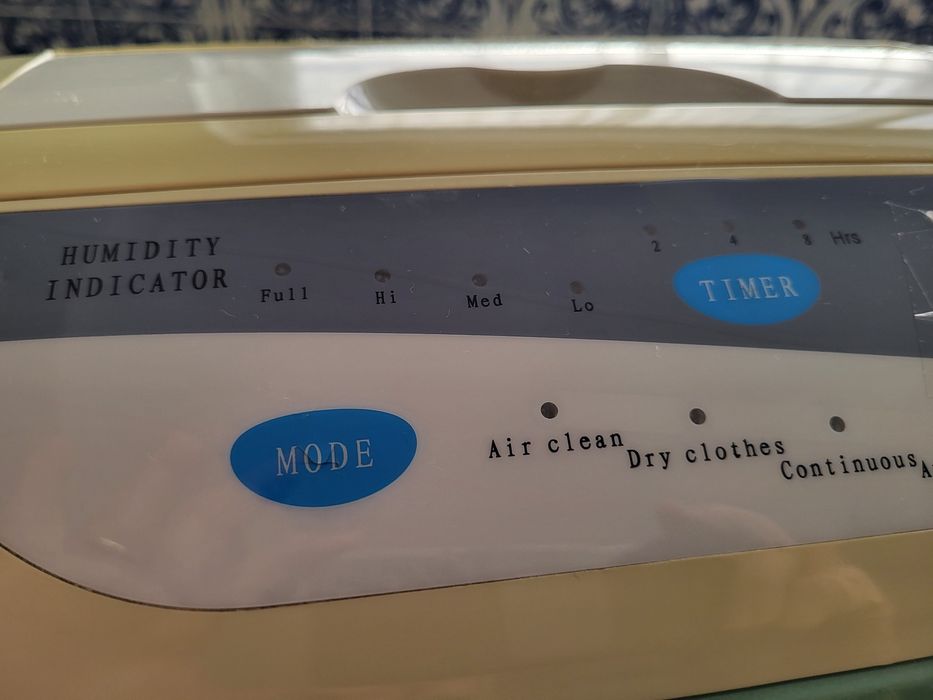 HUMIDITY
INDICATOR
Full Hi Med Lo
2 4 8 Hrs
TIMER
MODE
Air clean
Dry clothes
Continuous